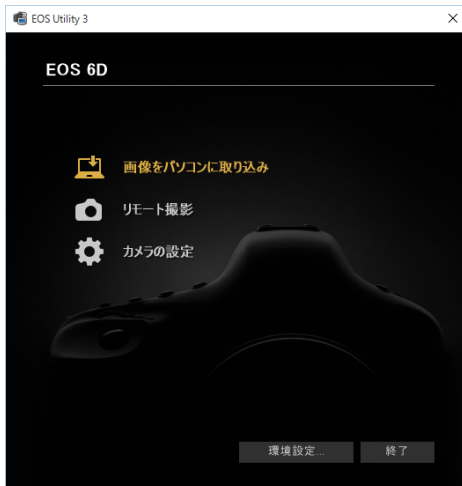 EOS Utility 3
EOS 6D
画像をパソコンに取り込み
リモート撮影
カメラの設定
環境設定...
終了